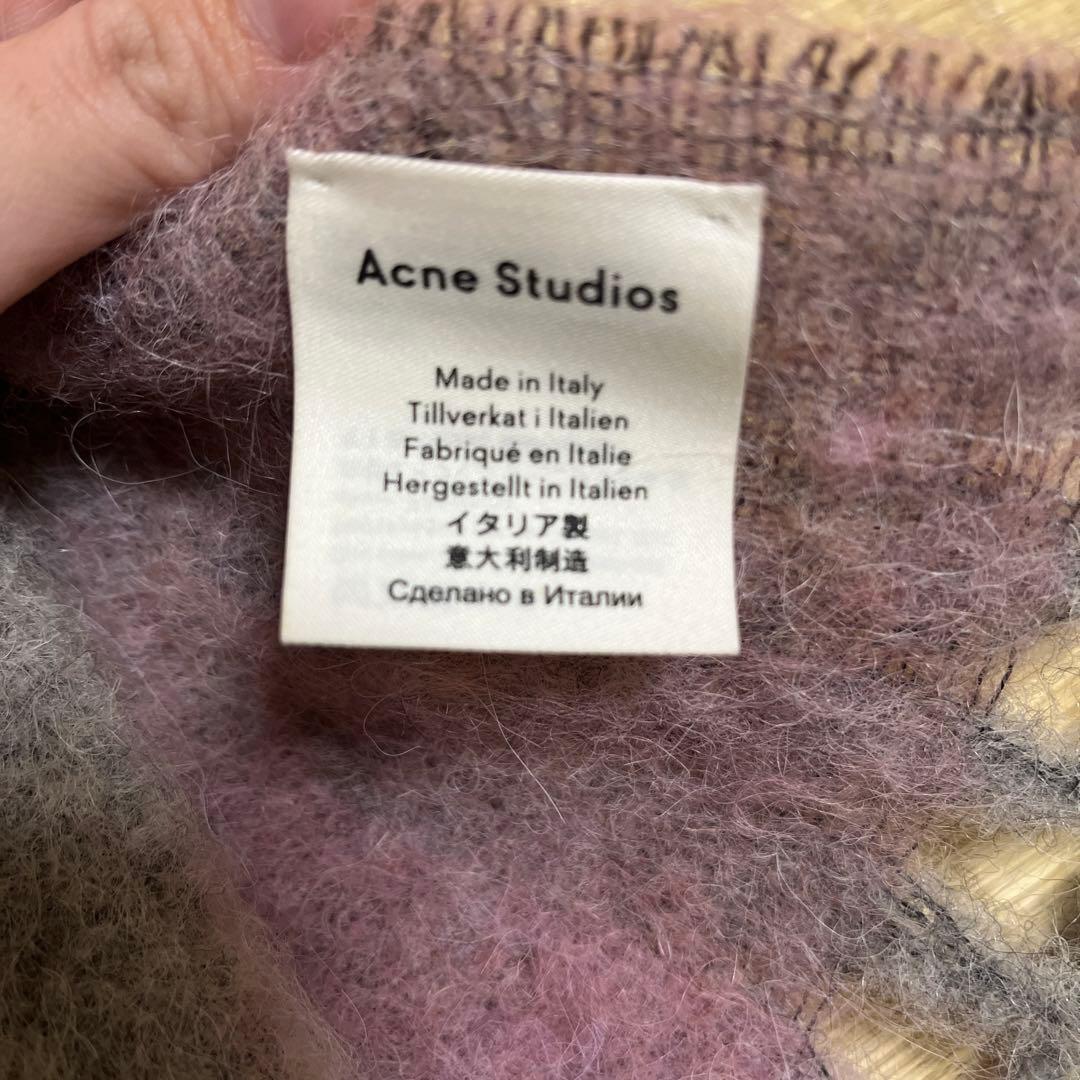 Acne Studios
Made in Italy
Tillverkat i Italien
Fabriqué en Italie
Hergestellt in Italien
イタリア製
意大利制造
Сделано в Италии